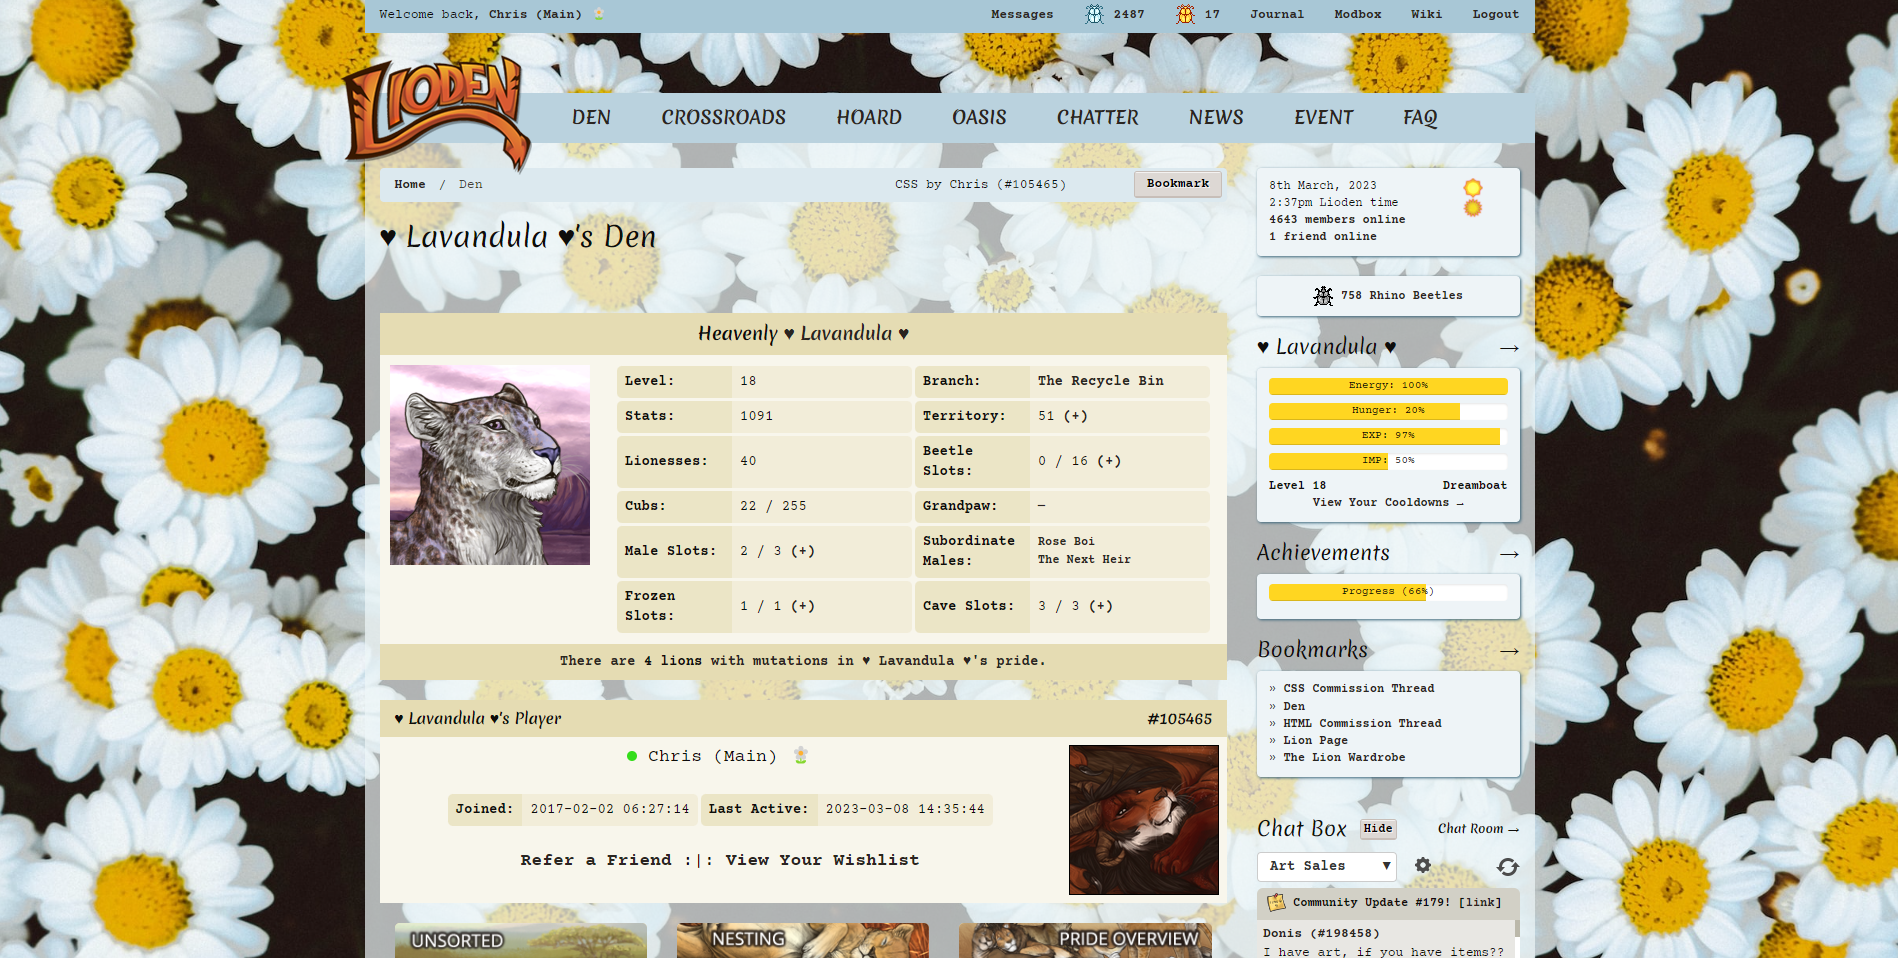 Welcome back, Chris (Main)
Messages 2487 17 Journal Modbox Wiki Logout
LIODEN
DEN CROSSROADS HOARD OASIS CHATTER NEWS EVENT FAQ
Home / Den CSS by Chris (#105465) Bookmark
♥ Lavandula ♥'s Den
Heavenly ♥ Lavandula ♥
Level: 18 Branch: The Recycle Bin
Stats: 1091 Territory: 51 (+)
Lionesses: 40 Beetle Slots: 0 / 16 (+)
Cubs: 22 / 255 Grandpaw: —
Male Slots: 2 / 3 (+) Subordinate Males: Rose Boi
The Next Heir
Frozen Slots: 1 / 1 (+) Cave Slots: 3 / 3 (+)
There are 4 lions with mutations in ♥ Lavandula ♥'s pride.
♥ Lavandula ♥'s Player #105465
Chris (Main)
Joined: 2017-02-02 06:27:14 Last Active: 2023-03-08 14:35:44
Refer a Friend :|: View Your Wishlist
UNSORTED NESTING PRIDE OVERVIEW
8th March, 2023
2:37pm Lioden time
4643 members online
1 friend online
758 Rhino Beetles
♥ Lavandula ♥ →
Energy: 100%
Hunger: 20%
EXP: 97%
IMP: 50%
Level 18 Dreamboat
View Your Cooldowns →
Achievements →
Progress (66%)
Bookmarks →
» CSS Commission Thread
» Den
» HTML Commission Thread
» Lion Page
» The Lion Wardrobe
Chat Box Hide Chat Room →
Art Sales ▼
Community Update #179! [link]
Donis (#198458)
I have art, if you have items??